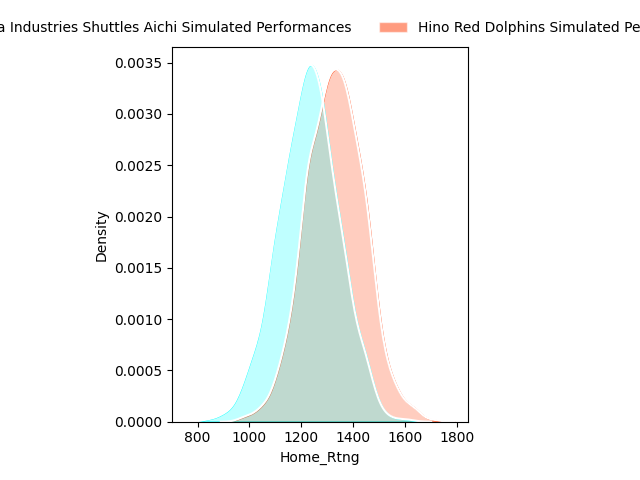 Industries Shuttles Aichi Simulated Performances
Hino Red Dolphins Simulated
0.0035
0.0030
0.0025
0.0020
0.0015
0.0010
0.0005
0.0000
Density
800 1000 1200 1400 1600 1800
Home_Rtng